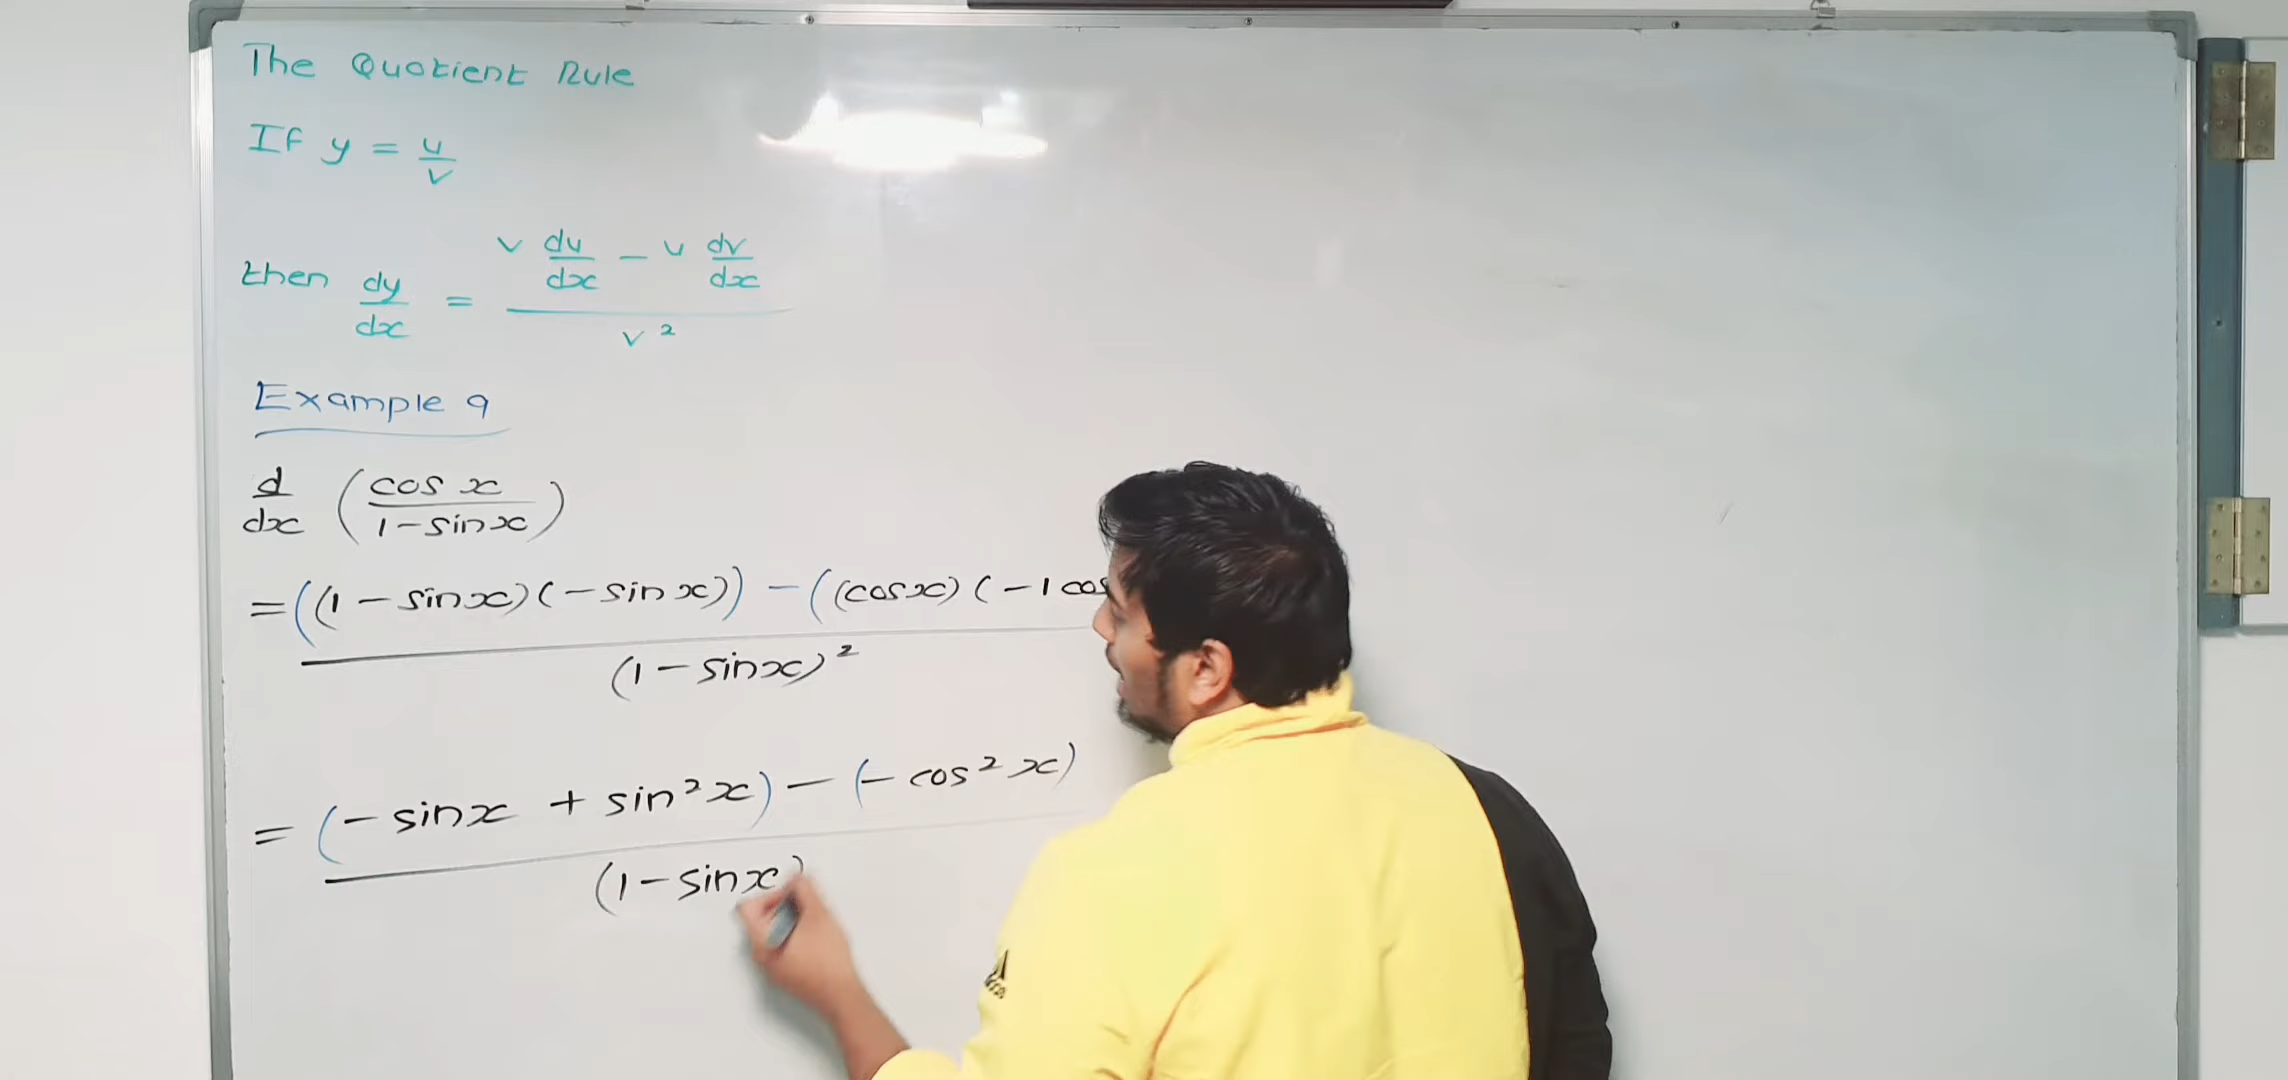 The Quotient Rule
If y = u/v
then dy/dx = (v du/dx - u dv/dx) / v²
Example 9
d/dx (cos x / 1 - sin x)
= ((1 - sin x)(- sin x)) - ((cos x)(-1 cos / (1 - sin x)²
= (- sin x + sin² x) - (- cos² x) / (1 - sin x)